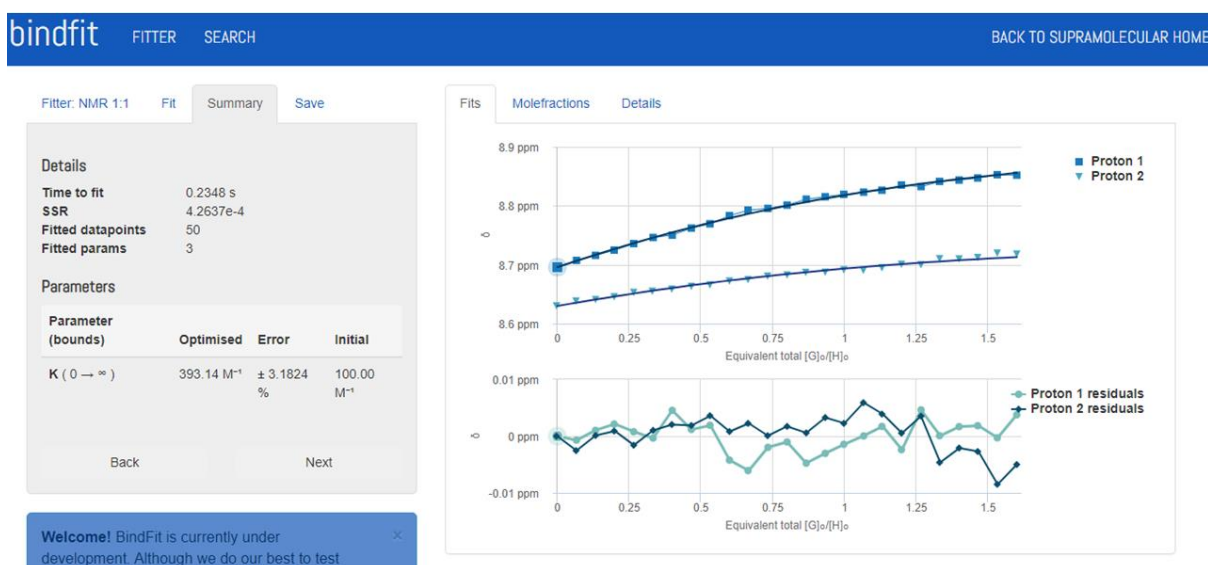 bindfit FITTER SEARCH BACK TO SUPRAMOLECULAR HOME
Fitter: NMR 1:1 Fit Summary Save
Details
Time to fit 0.2348 s
SSR 4.2637e-4
Fitted datapoints 50
Fitted params 3
Parameters
Parameter
(bounds) Optimised Error Initial
K ( 0 → ∞ ) 393.14 M⁻¹ ± 3.1824 100.00
% M⁻¹
Back Next
Welcome! BindFit is currently under ×
development. Although we do our best to test
Fits Molefractions Details
8.9 ppm
8.8 ppm
8.7 ppm
8.6 ppm
δ
0 0.25 0.5 0.75 1 1.25 1.5
Equivalent total [G]₀/[H]₀
Proton 1
Proton 2
0.01 ppm
0 ppm
-0.01 ppm
δ
0 0.25 0.5 0.75 1 1.25 1.5
Equivalent total [G]₀/[H]₀
Proton 1 residuals
Proton 2 residuals